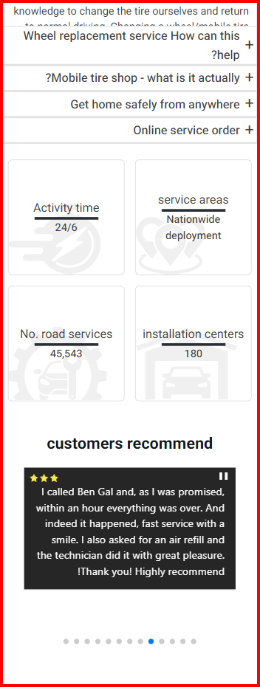 knowledge to change the tire ourselves and return
to normal driving. Changing a wheel/mobile tire
Wheel replacement service How can this
?help
?Mobile tire shop - what is it actually
Get home safely from anywhere
Online service order
Activity time
24/6
service areas
Nationwide
deployment
No. road services
45,543
installation centers
180
customers recommend
I called Ben Gal and, as I was promised,
within an hour everything was over. And
indeed it happened, fast service with a
smile. I also asked for an air refill and
the technician did it with great pleasure.
!Thank you! Highly recommend